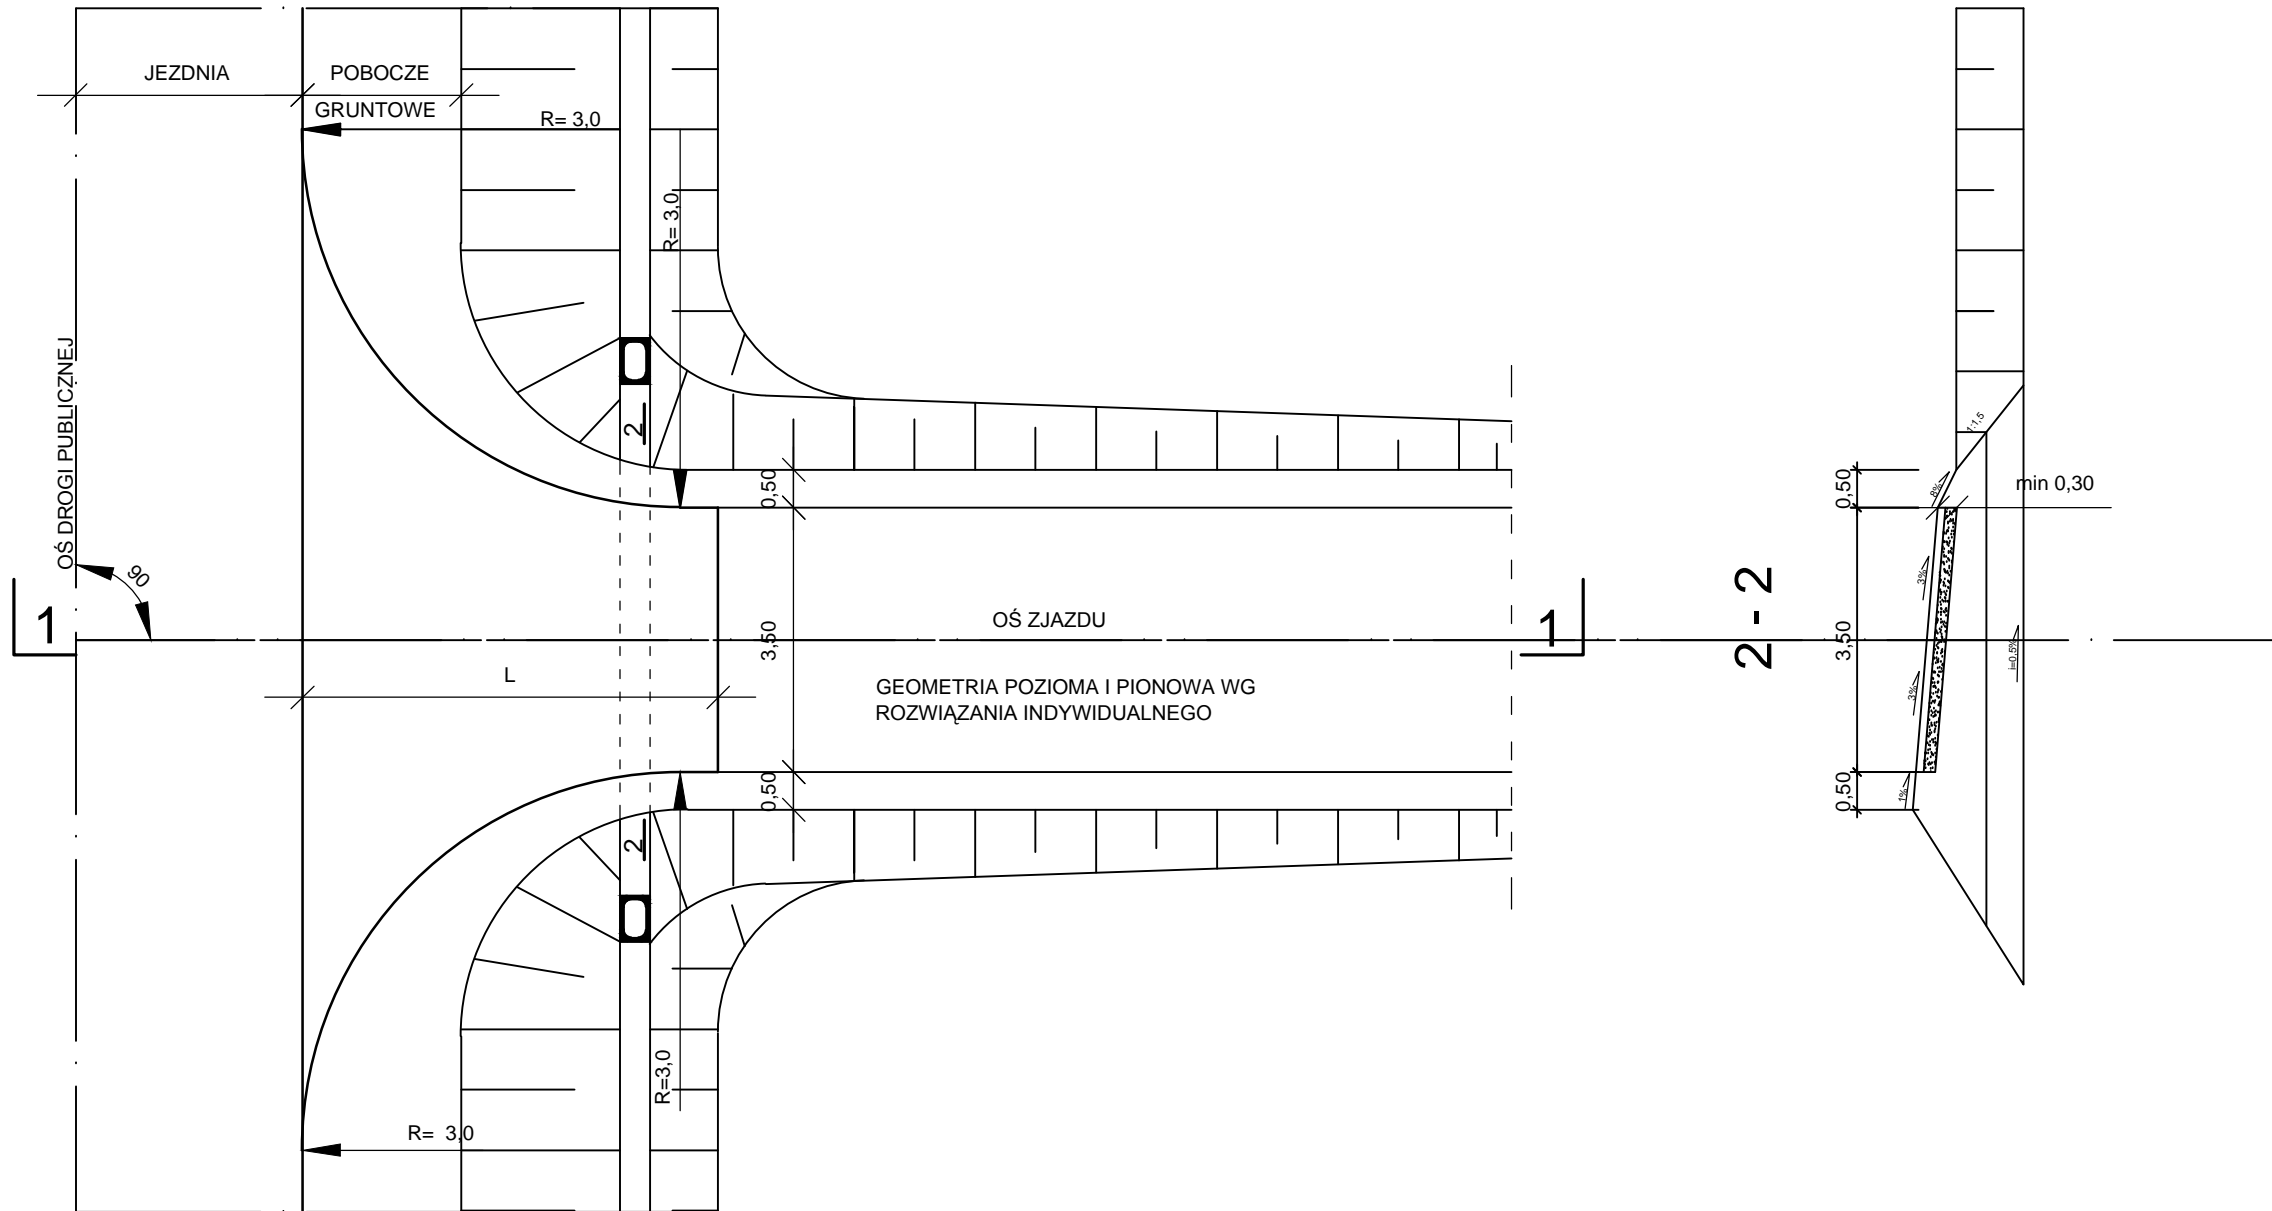 JEZDNIA
POBOCZE
GRUNTOWE
R= 3,0
R= 3,0
OŚ DROGI PUBLICZNEJ
90
1
2
0,50
3,50
0,50
OŚ ZJAZDU
1
L
GEOMETRIA POZIOMA I PIONOWA WG
ROZWIĄZANIA INDYWIDUALNEGO
2
R=3,0
R= 3,0
2 - 2
0,50
3,50
0,50
1:1,5
8%
min 0,30
3%
3%
1%
i=0.5%